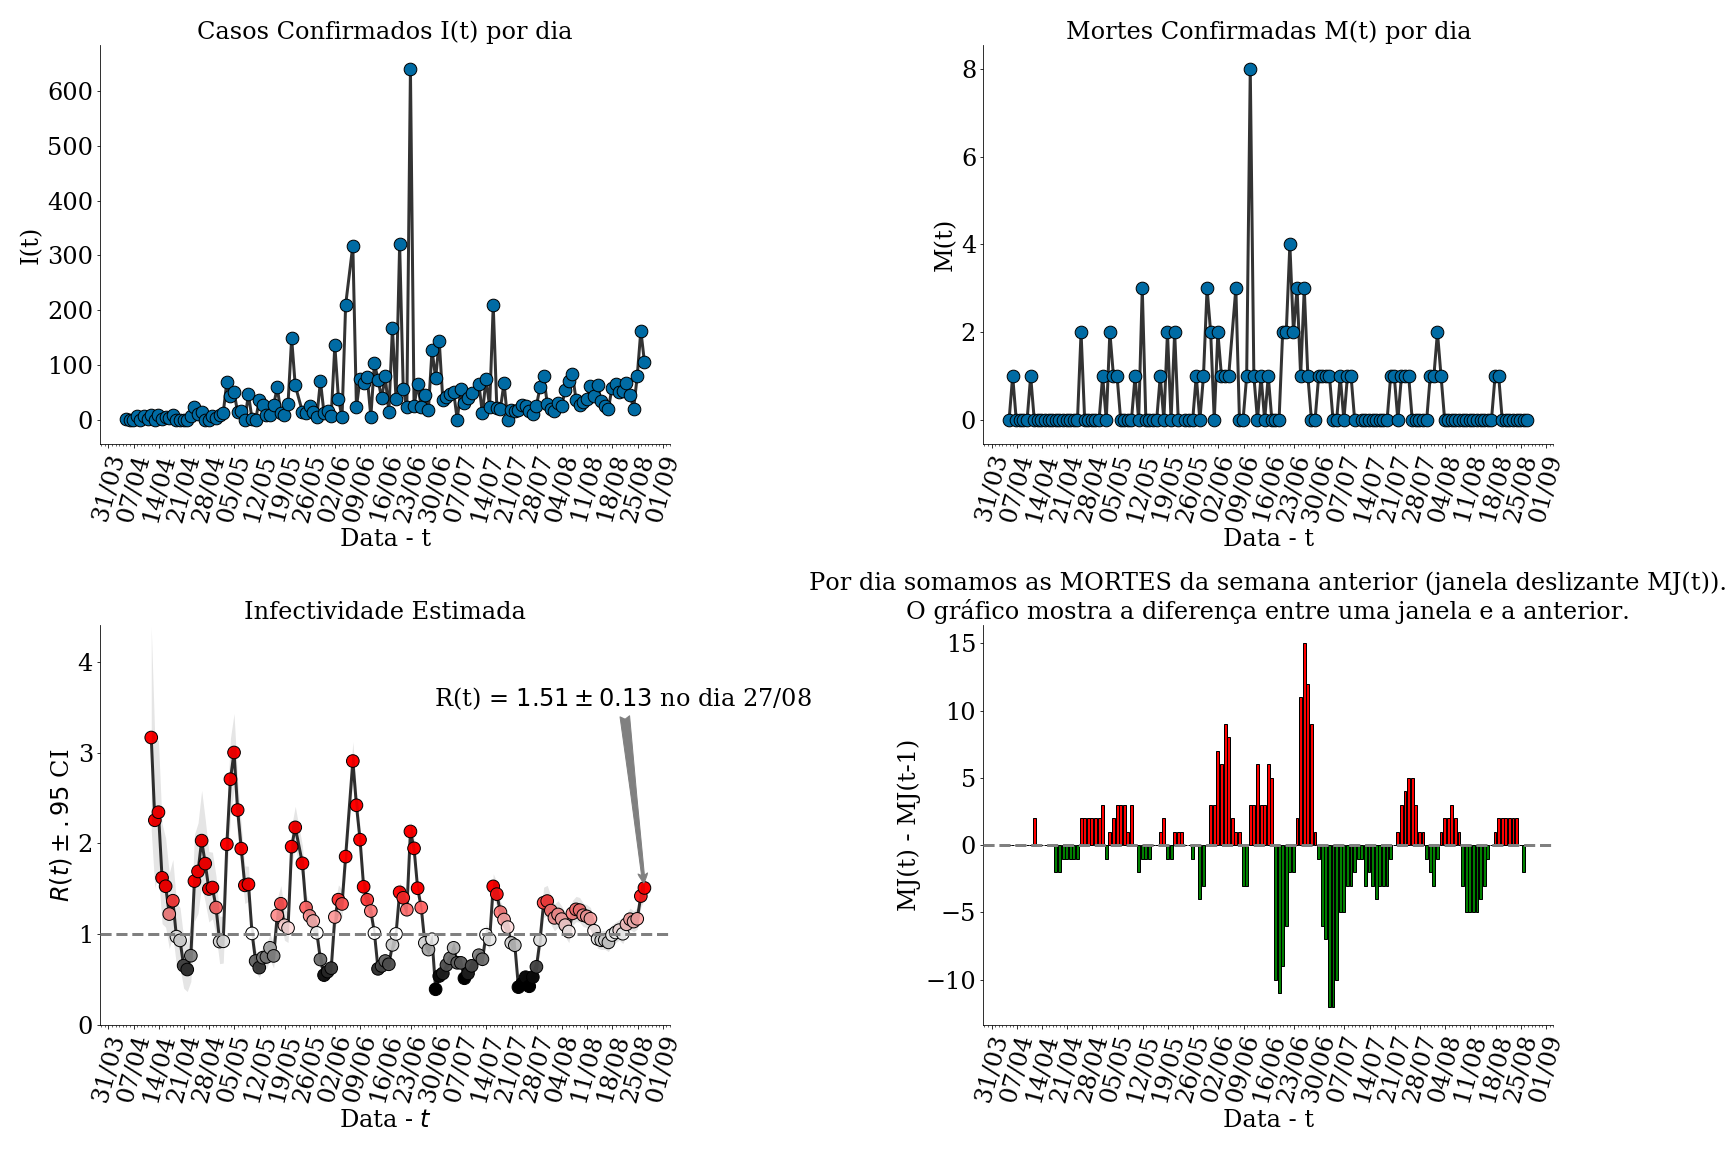 Casos Confirmados I(t) por dia
I(t)
600
500
400
300
200
100
0
31/03 07/04 14/04 21/04 28/04 05/05 12/05 19/05 26/05 02/06 09/06 16/06 23/06 30/06 07/07 14/07 21/07 28/07 04/08 11/08 18/08 25/08 01/09
Data - t
Mortes Confirmadas M(t) por dia
M(t)
8
6
4
2
0
31/03 07/04 14/04 21/04 28/04 05/05 12/05 19/05 26/05 02/06 09/06 16/06 23/06 30/06 07/07 14/07 21/07 28/07 04/08 11/08 18/08 25/08 01/09
Data - t
Infectividade Estimada
R(t) ± .95 CI
4
3
2
1
0
R(t) = 1.51 ± 0.13 no dia 27/08
31/03 07/04 14/04 21/04 28/04 05/05 12/05 19/05 26/05 02/06 09/06 16/06 23/06 30/06 07/07 14/07 21/07 28/07 04/08 11/08 18/08 25/08 01/09
Data - t
Por dia somamos as MORTES da semana anterior (janela deslizante MJ(t)).
O gráfico mostra a diferença entre uma janela e a anterior.
MJ(t) - MJ(t-1)
15
10
5
0
−5
−10
31/03 07/04 14/04 21/04 28/04 05/05 12/05 19/05 26/05 02/06 09/06 16/06 23/06 30/06 07/07 14/07 21/07 28/07 04/08 11/08 18/08 25/08 01/09
Data - t